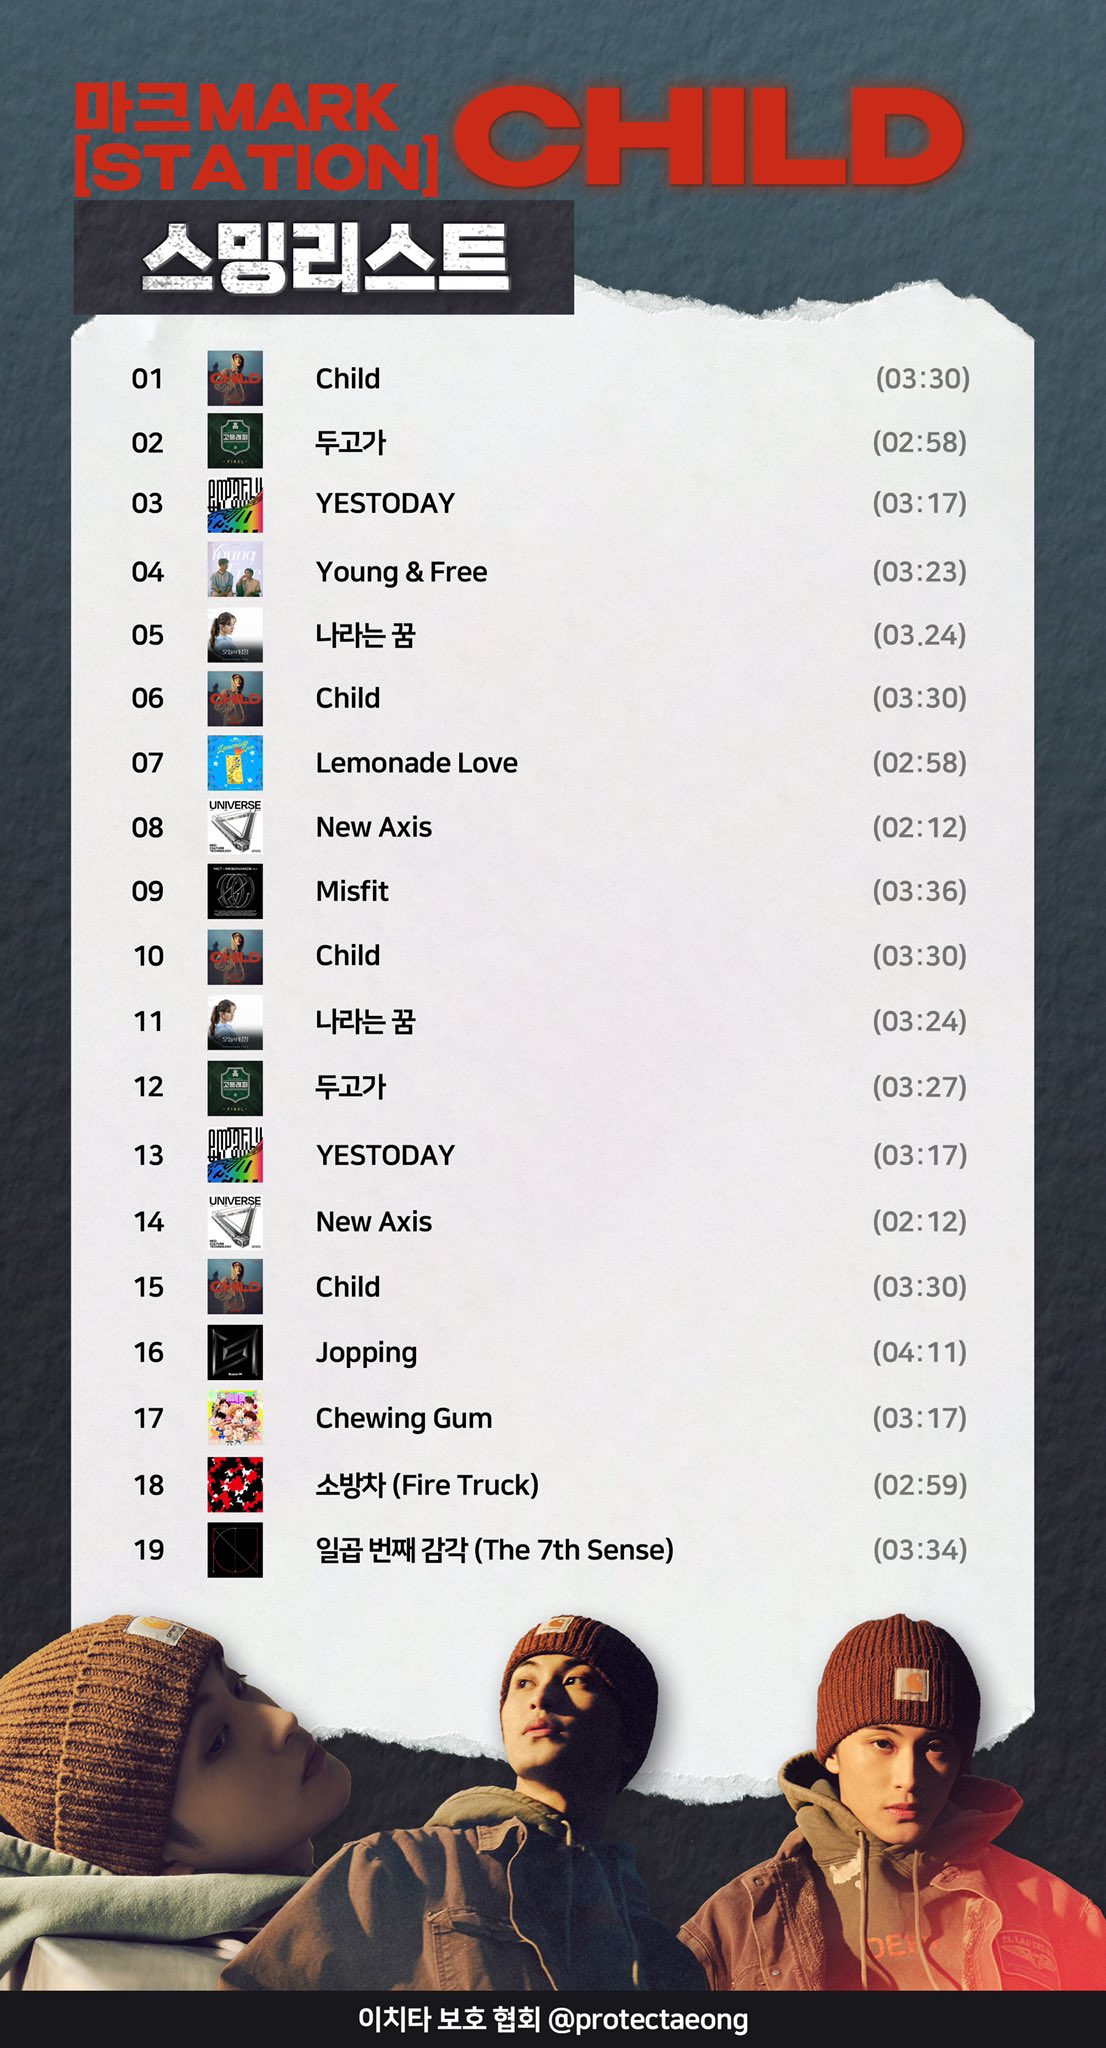 마크 MARK
[STATION]
CHILD
스밍리스트
01 Child (03:30)
02 두고가 (02:58)
03 YESTODAY (03:17)
04 Young & Free (03:23)
05 나라는 꿈 (03.24)
06 Child (03:30)
07 Lemonade Love (02:58)
08 New Axis (02:12)
09 Misfit (03:36)
10 Child (03:30)
11 나라는 꿈 (03:24)
12 두고가 (03:27)
13 YESTODAY (03:17)
14 New Axis (02:12)
15 Child (03:30)
16 Jopping (04:11)
17 Chewing Gum (03:17)
18 소방차 (Fire Truck) (02:59)
19 일곱 번째 감각 (The 7th Sense) (03:34)
이치타 보호 협회 @protectaeong